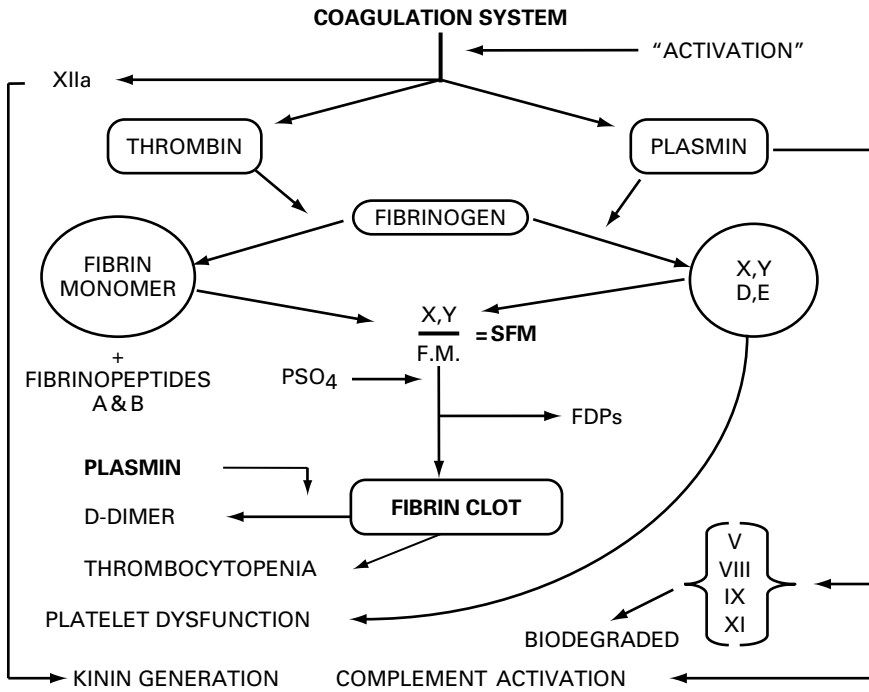 COAGULATION SYSTEM
“ACTIVATION”
XIIa
THROMBIN
PLASMIN
FIBRINOGEN
FIBRIN
MONOMER
X,Y
D,E
X,Y
F.M.
=SFM
+
FIBRINOPEPTIDES
A & B
PSO4
FDPs
PLASMIN
FIBRIN CLOT
D-DIMER
THROMBOCYTOPENIA
PLATELET DYSFUNCTION
V
VIII
IX
XI
BIODEGRADED
KININ GENERATION
COMPLEMENT ACTIVATION